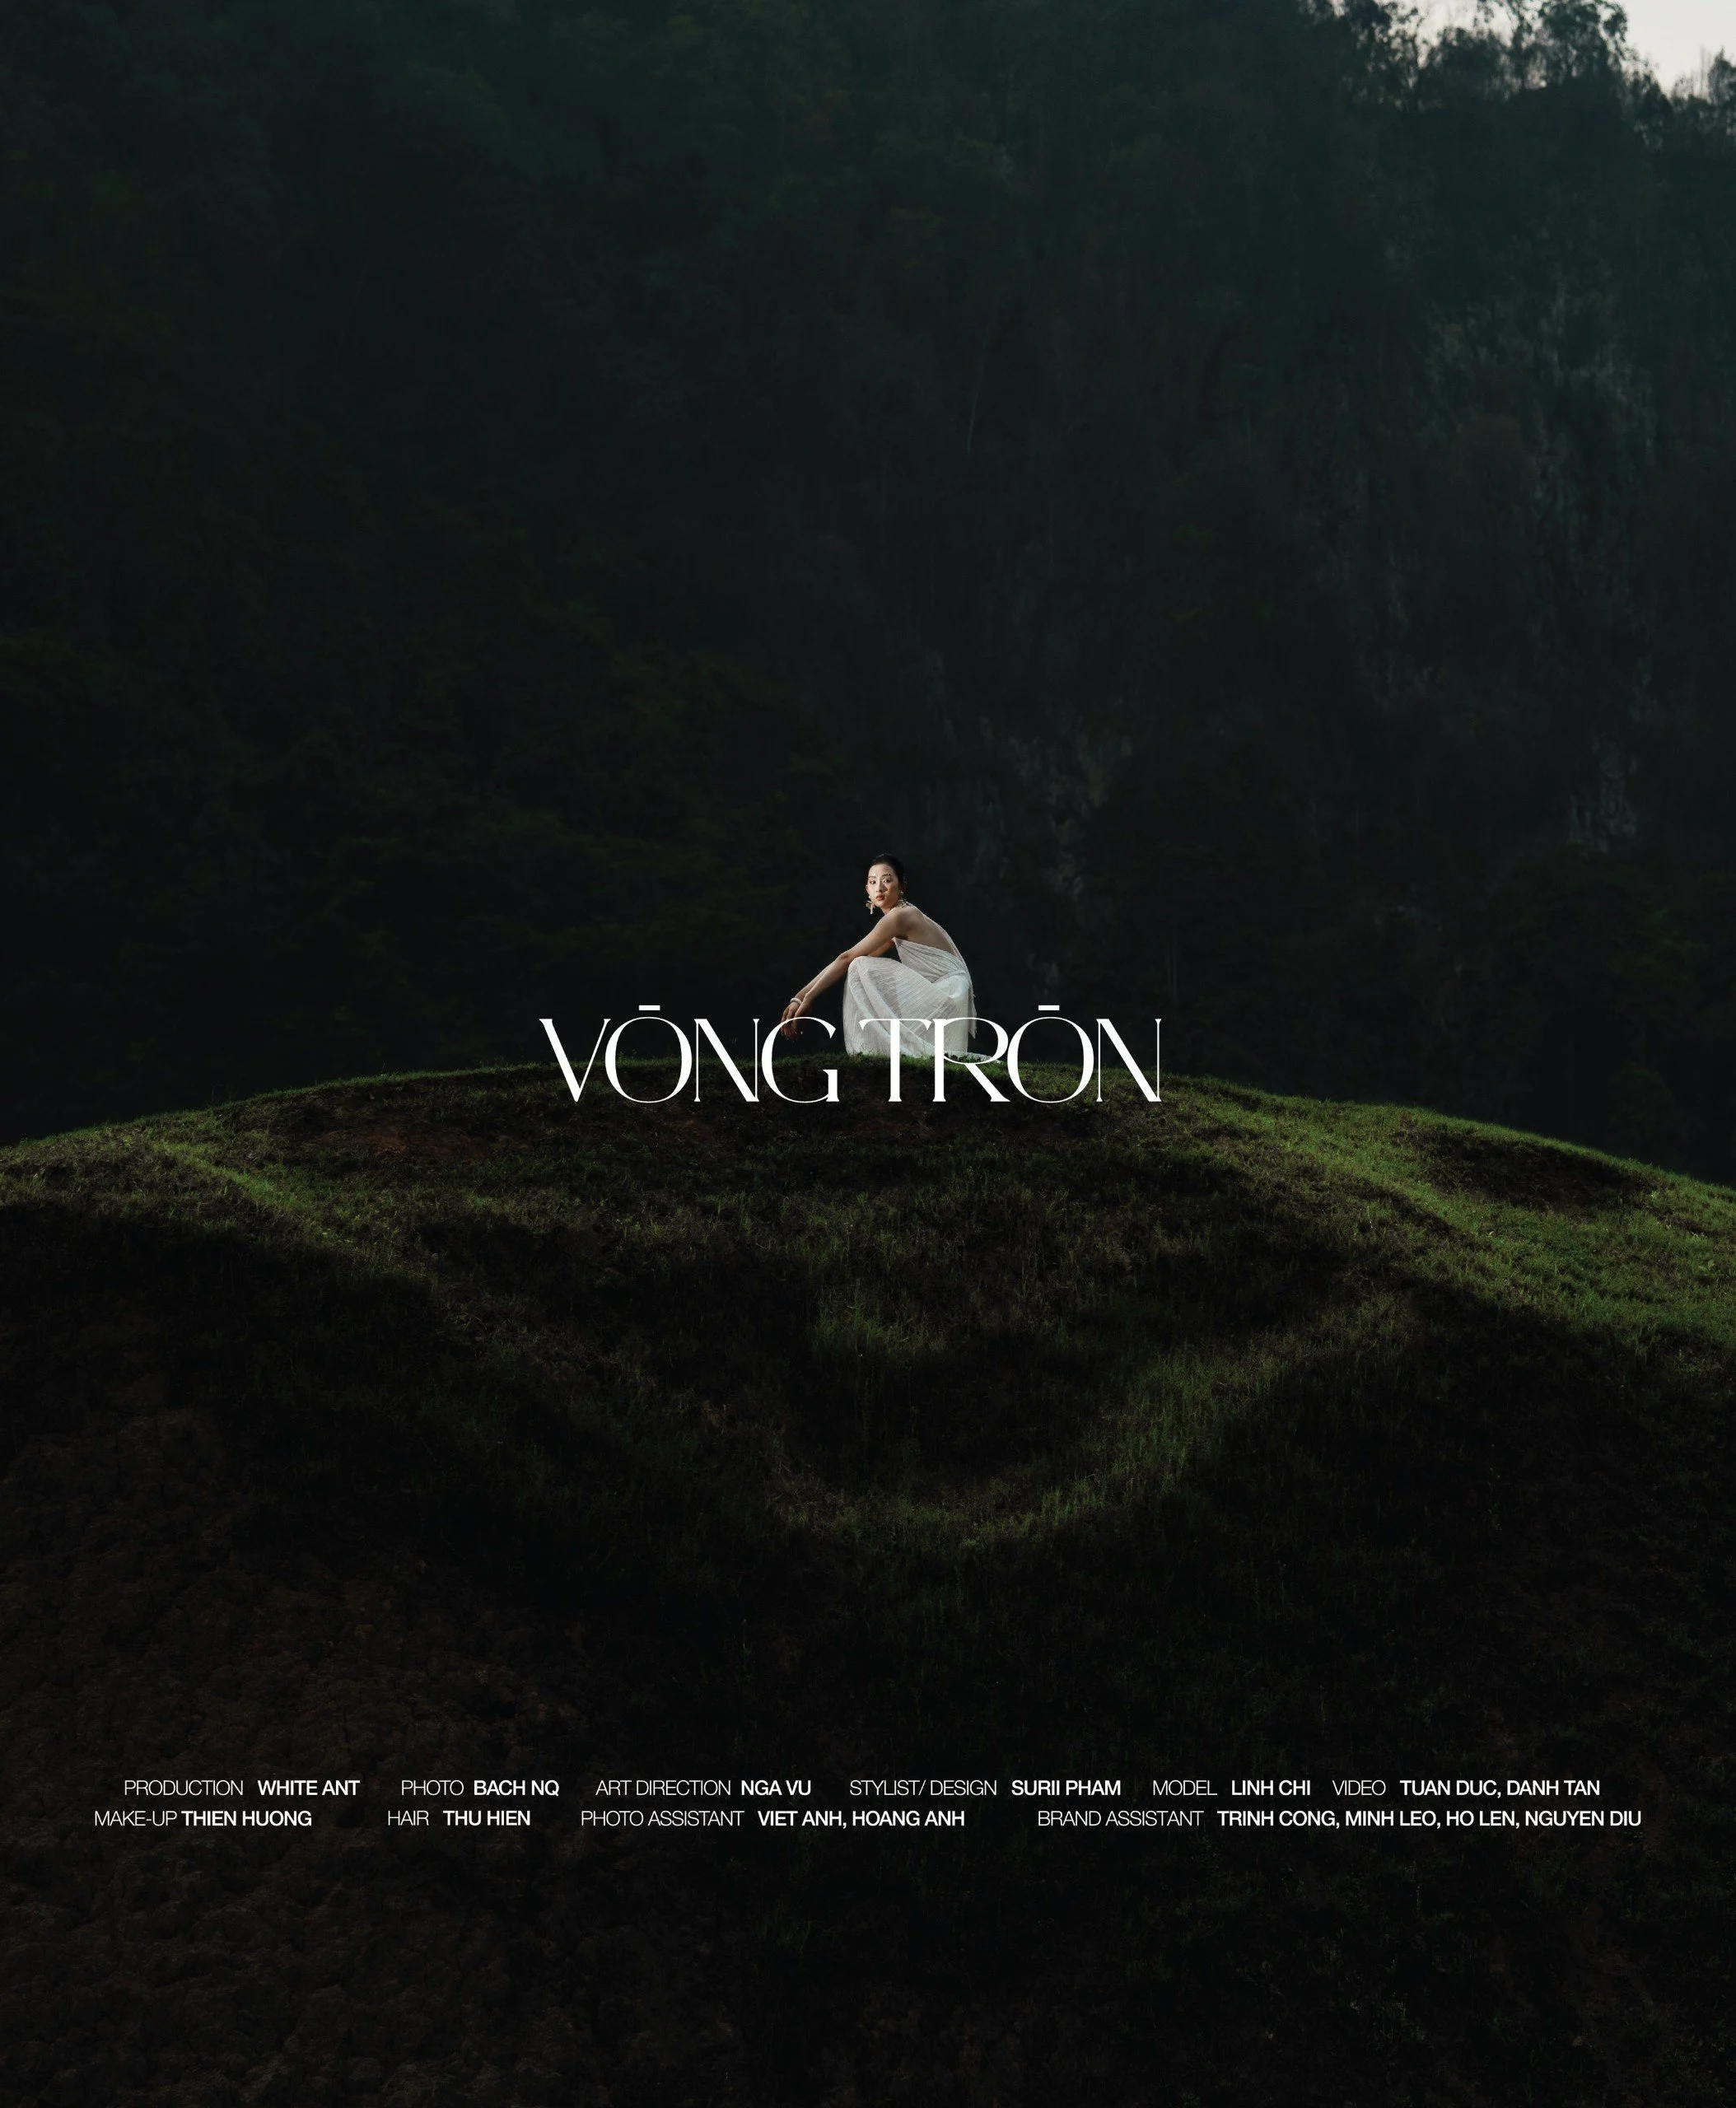 VŌNG TRŌN
PRODUCTION WHITE ANT PHOTO BACH NQ ART DIRECTION NGA VU STYLIST/ DESIGN SURII PHAM MODEL LINH CHI VIDEO TUAN DUC, DANH TAN
MAKE-UP THIEN HUONG HAIR THU HIEN PHOTO ASSISTANT VIET ANH, HOANG ANH BRAND ASSISTANT TRINH CONG, MINH LEO, HO LEN, NGUYEN DIU